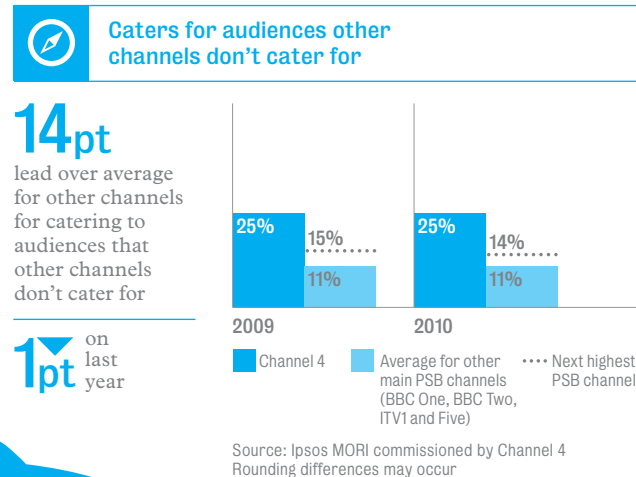 Caters for audiences other
channels don’t cater for
14pt
lead over average
for other channels
for catering to
audiences that
other channels
don’t cater for
1pt
on
last
year
25%
15%
11%
25%
14%
11%
2009
2010
Channel 4
Average for other
main PSB channels
(BBC One, BBC Two,
ITV1 and Five)
Next highest
PSB channel
Source: Ipsos MORI commissioned by Channel 4
Rounding differences may occur